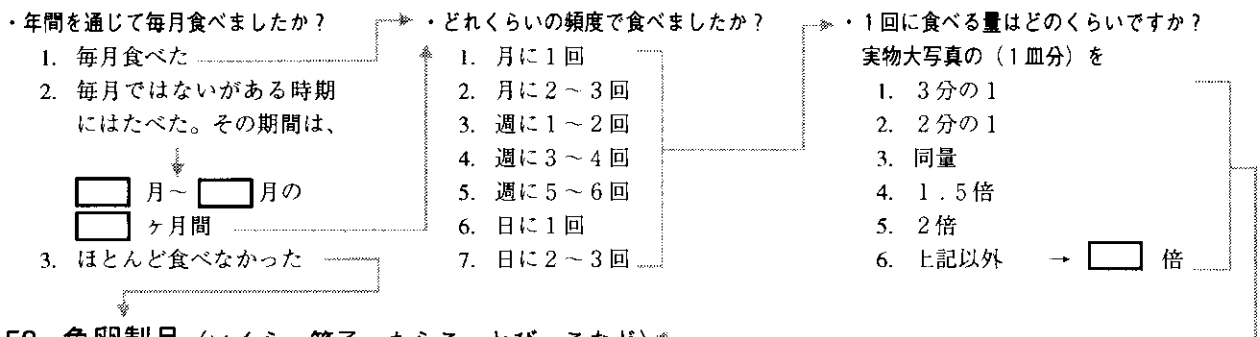 ・年間を通じて毎月食べましたか？
1. 毎月食べた
2. 毎月ではないがある時期
にはたべた。その期間は、
月～ 月の
ヶ月間
3. ほとんど食べなかった
・どれくらいの頻度で食べましたか？
1. 月に1回
2. 月に2～3回
3. 週に1～2回
4. 週に3～4回
5. 週に5～6回
6. 日に1回
7. 日に2～3回
・1回に食べる量はどのくらいですか？
実物大写真の（1皿分）を
1. 3分の1
2. 2分の1
3. 同量
4. 1.5倍
5. 2倍
6. 上記以外 → 倍
魚卵製品